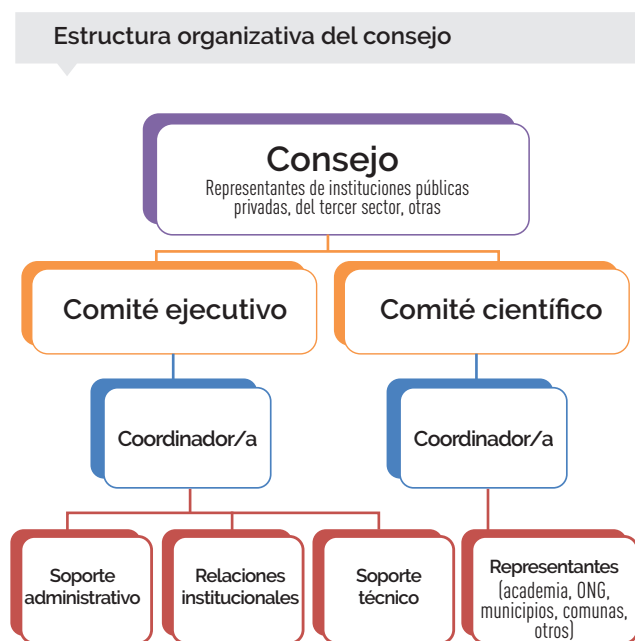 Estructura organizativa del consejo
Consejo
Representantes de instituciones públicas
privadas, del tercer sector, otras
Comité ejecutivo
Comité científico
Coordinador/a
Coordinador/a
Soporte
administrativo
Relaciones
institucionales
Soporte
técnico
Representantes
(academia, ONG,
municipios, comunas,
otros)